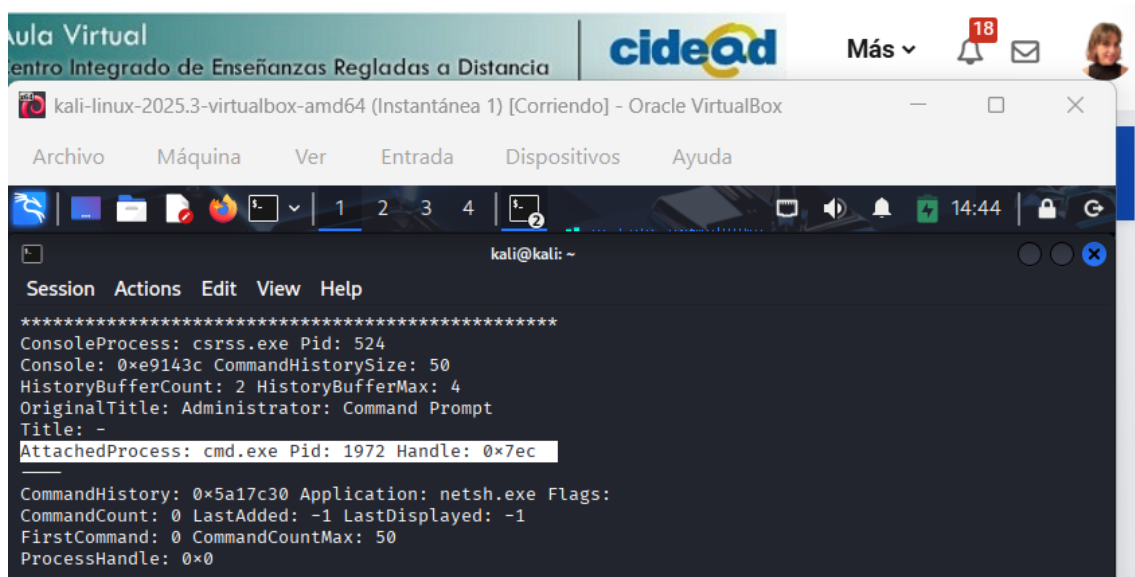 Aula Virtual
Centro Integrado de Enseñanzas Regladas a Distancia
cidead
Más
18
kali-linux-2025.3-virtualbox-amd64 (Instantánea 1) [Corriendo] - Oracle VirtualBox
Archivo Máquina Ver Entrada Dispositivos Ayuda
1 2 3 4 2 14:44
kali@kali: ~
Session Actions Edit View Help
**************************************************
ConsoleProcess: csrss.exe Pid: 524
Console: 0×e9143c CommandHistorySize: 50
HistoryBufferCount: 2 HistoryBufferMax: 4
OriginalTitle: Administrator: Command Prompt
Title: -
AttachedProcess: cmd.exe Pid: 1972 Handle: 0×7ec
----
CommandHistory: 0×5a17c30 Application: netsh.exe Flags:
CommandCount: 0 LastAdded: -1 LastDisplayed: -1
FirstCommand: 0 CommandCountMax: 50
ProcessHandle: 0×0